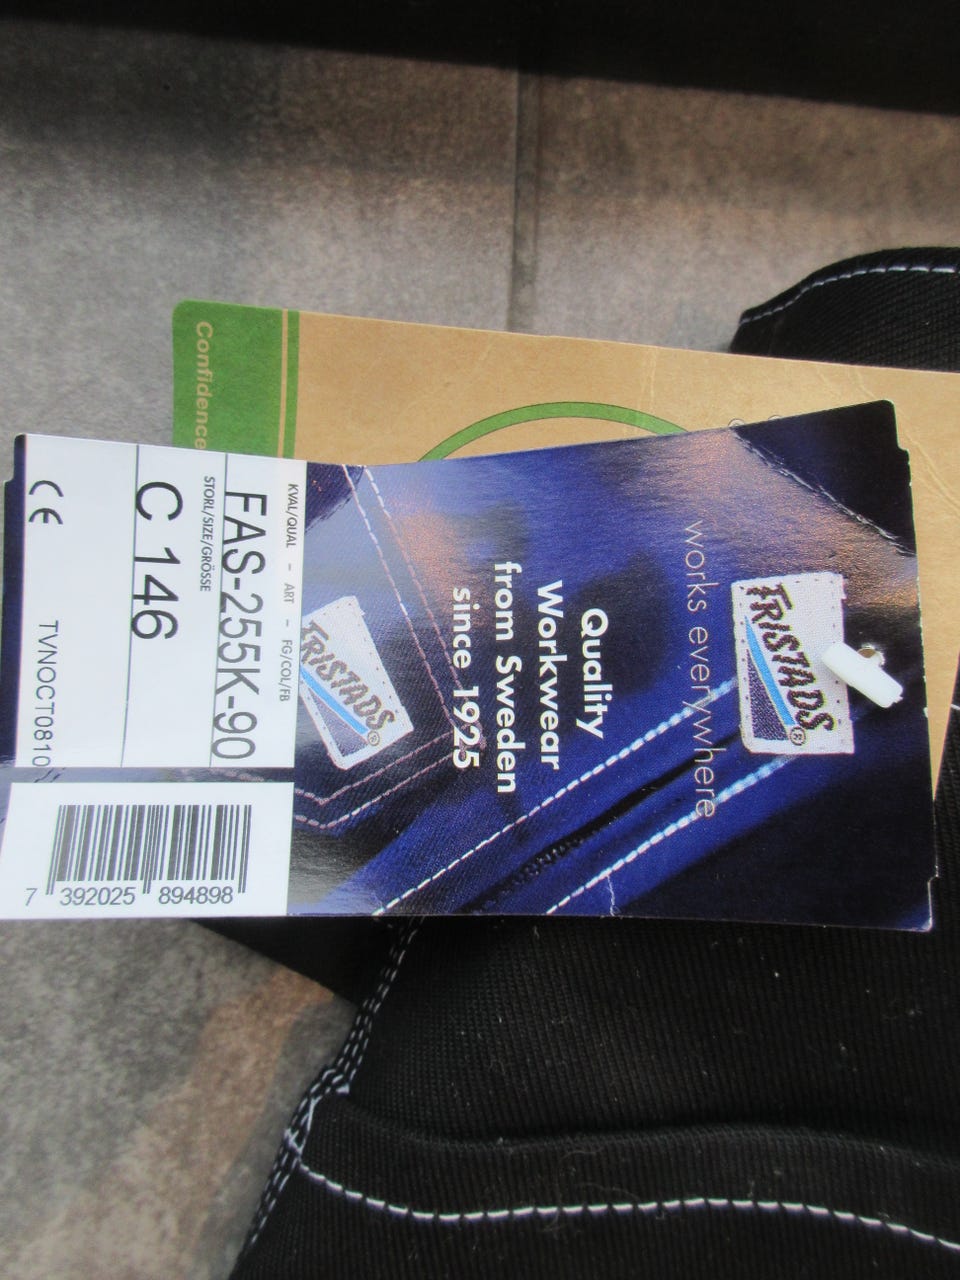 Confidence
FRISTADS®
works everywhere
Quality
Workwear
from Sweden
since 1925
FRISTADS®
KVAL/QUAL - ART - FG/COL/FB
FAS-255K-90
STORL/SIZE/GRÖSSE
C 146
TVNOCT0810
CE
7 392025 894898